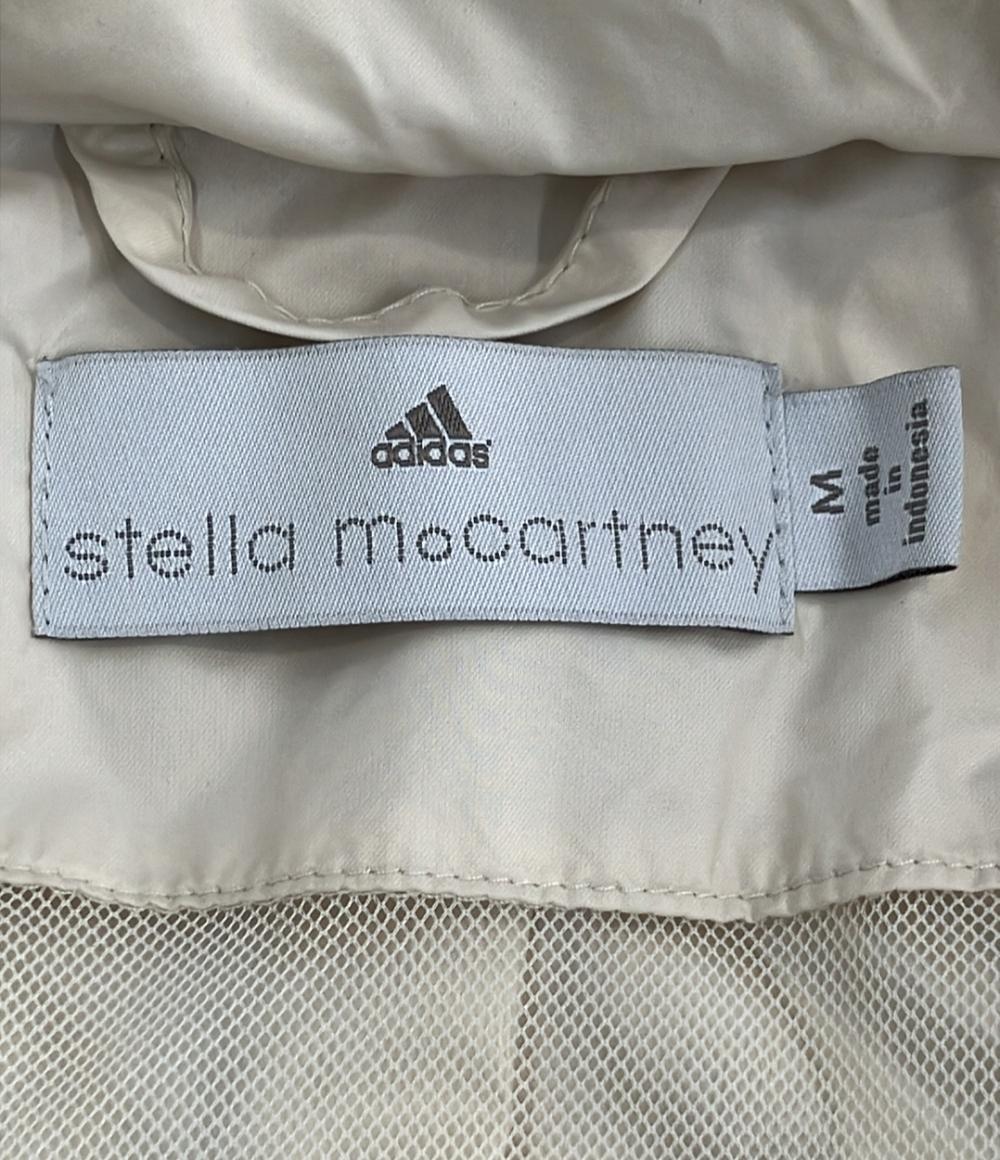 adidas
stella mccartney
M
made
in
indonesia